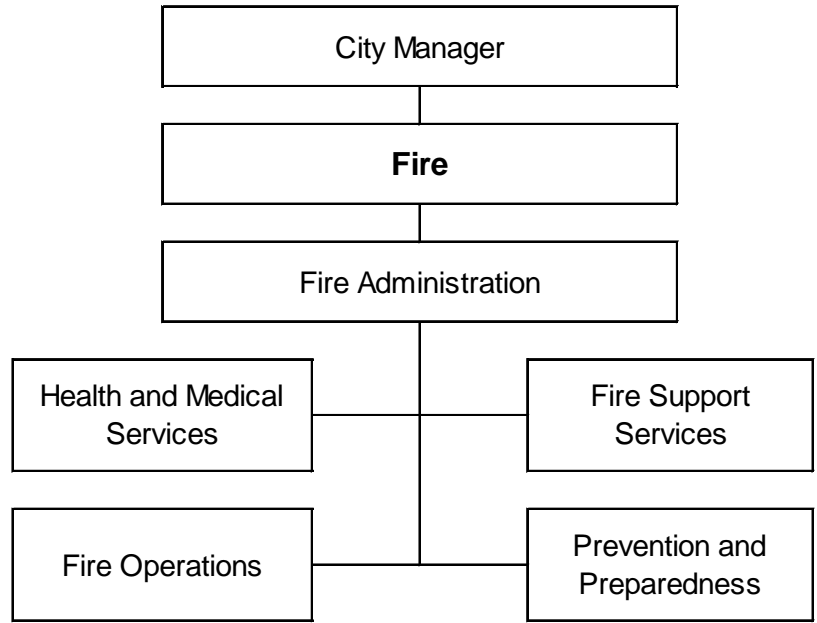 City Manager
Fire
Fire Administration
Health and Medical
Services
Fire Support
Services
Fire Operations
Prevention and
Preparedness